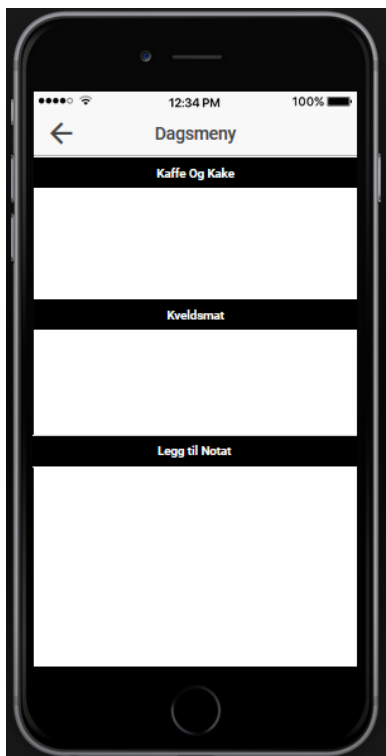 12:34 PM 100%
Dagsmeny
Kaffe Og Kake
Kveldsmat
Legg til Notat